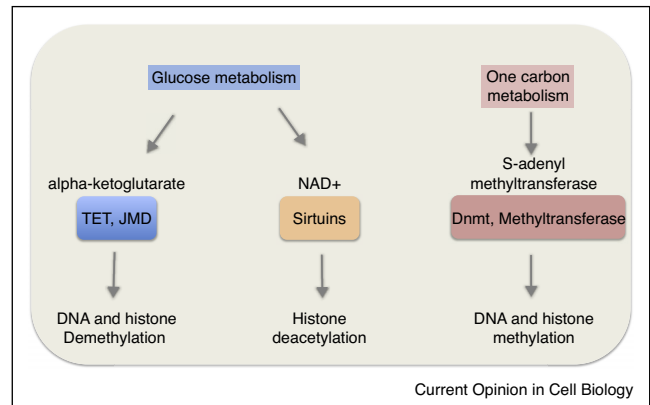 Glucose metabolism
One carbon
metabolism
alpha-ketoglutarate
NAD+
S-adenyl
methyltransferase
TET, JMD
Sirtuins
Dnmt, Methyltransferase
DNA and histone
Demethylation
Histone
deacetylation
DNA and histone
methylation
Current Opinion in Cell Biology